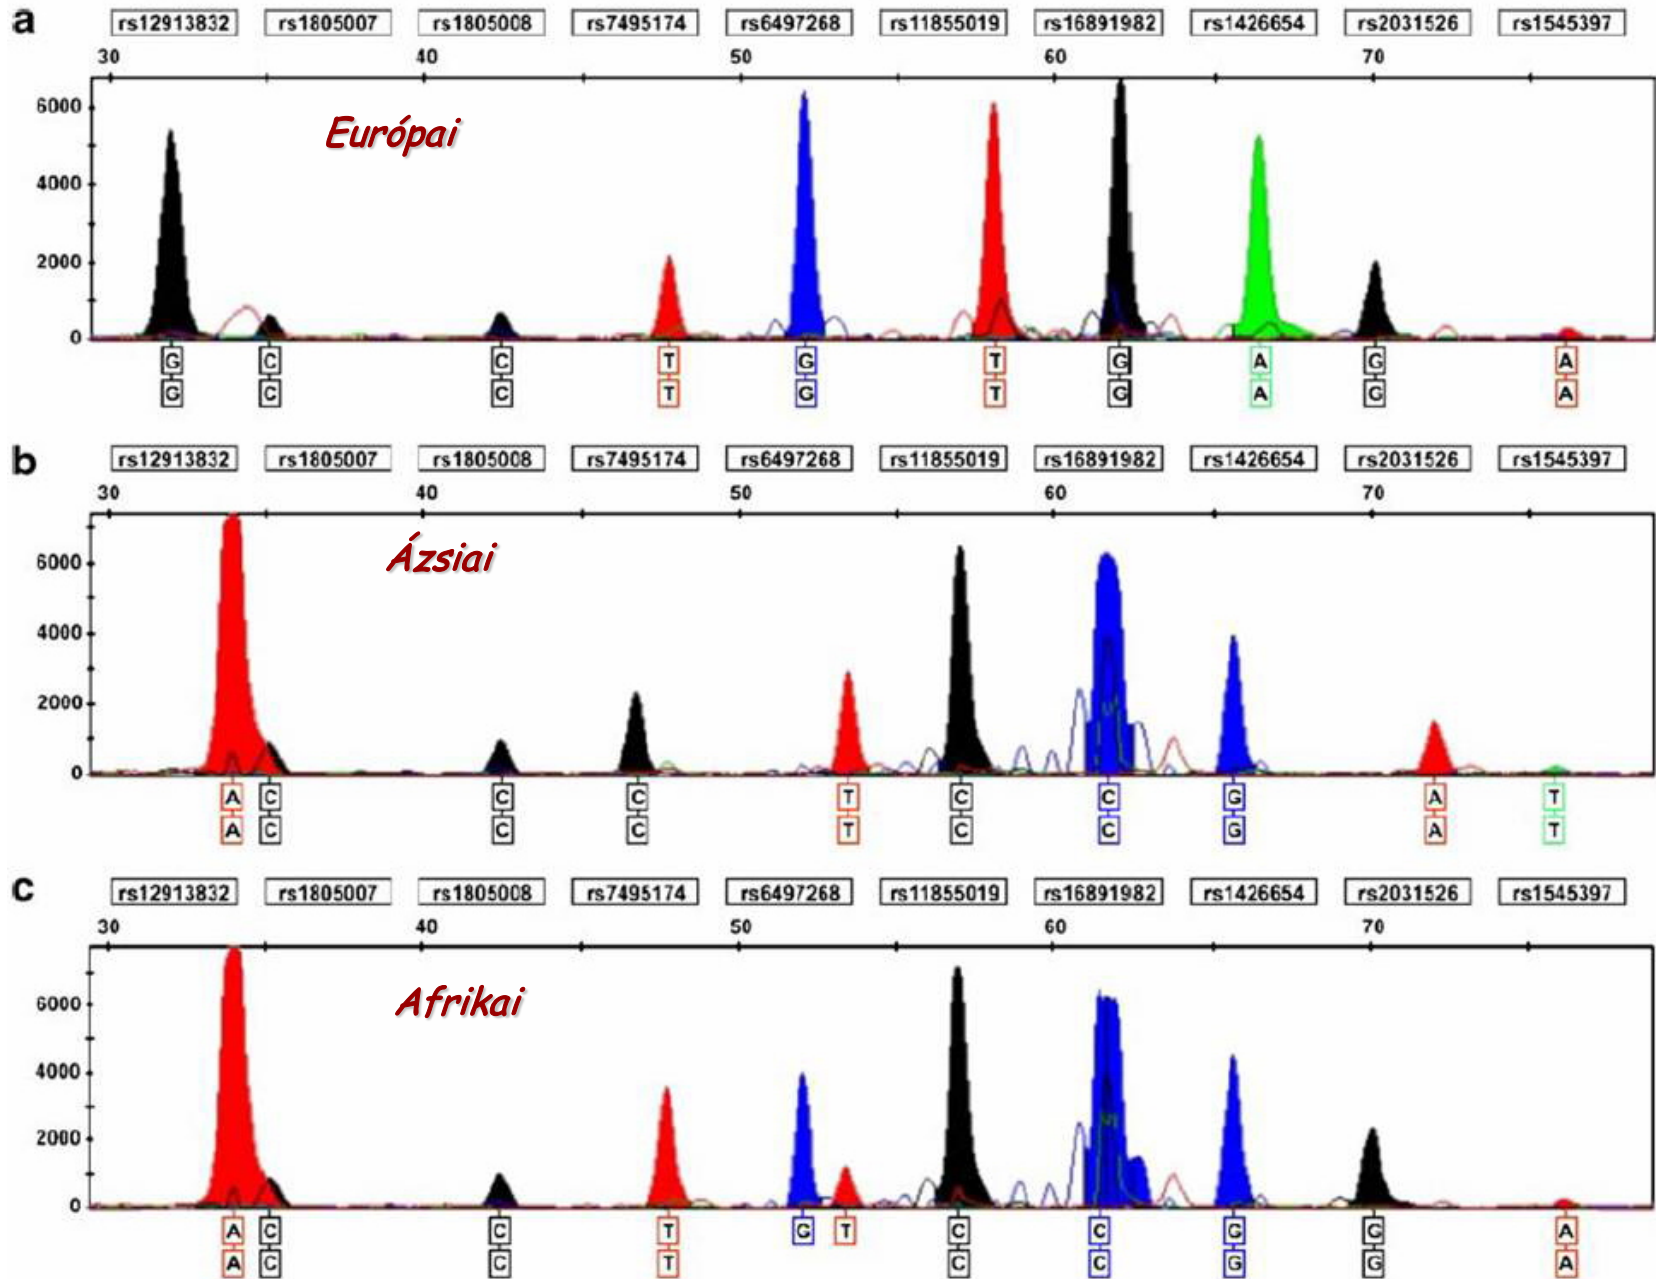 a
rs12913832 rs1805007 rs1805008 rs7495174 rs6497268 rs11855019 rs16891982 rs1426654 rs2031526 rs1545397
30 40 50 60 70
6000
Európai
4000
2000
0
G C C T G T G A G A
G C C T G T G A G A
b
rs12913832 rs1805007 rs1805008 rs7495174 rs6497268 rs11855019 rs16891982 rs1426654 rs2031526 rs1545397
30 40 50 60 70
6000
Ázsiai
4000
2000
0
A C C C T C C G A T
A C C C T C C G A T
c
rs12913832 rs1805007 rs1805008 rs7495174 rs6497268 rs11855019 rs16891982 rs1426654 rs2031526 rs1545397
30 40 50 60 70
6000
Afrikai
4000
2000
0
A C C T G T C C G G A
A C C T C C G G A